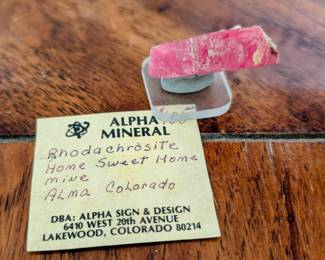 ALPHA
MINERAL
Rhodachrosite
Home Sweet Home
mine
Alma Colorado
DBA: ALPHA SIGN & DESIGN
6410 WEST 20th AVENUE
LAKEWOOD, COLORADO 80214